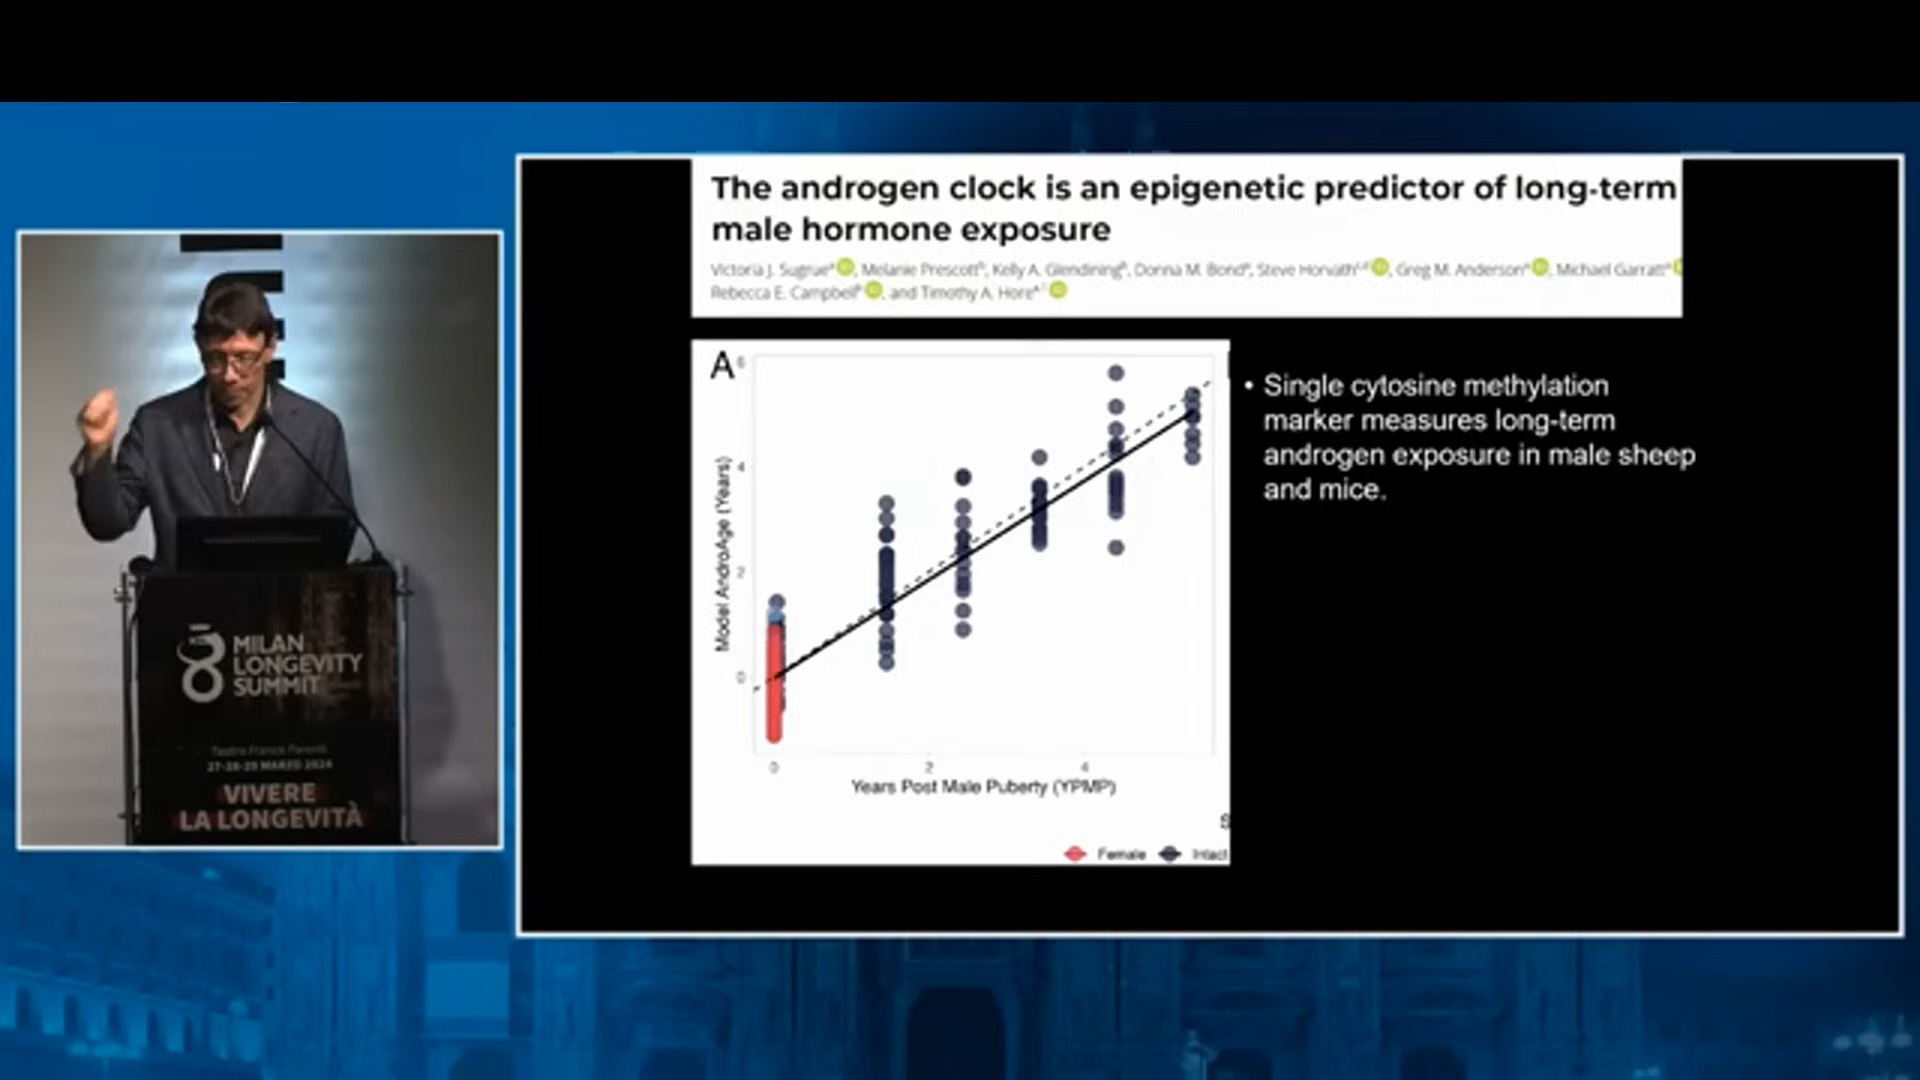 MILAN
LONGEVITY
SUMMIT
Teatro Franco Parenti
27-28-29 MARZO 2024
VIVERE
LA LONGEVITÀ
The androgen clock is an epigenetic predictor of long-term
male hormone exposure
Victoria J. Sugrue, Melanie Prescott, Kelly A. Glendining, Donna M. Bond, Steve Horvath, Greg M. Anderson, Michael Garratt
Rebecca E. Campbell, and Timothy A. Hore
A
6
4
2
0
Model AndroAge (Years)
0 2 4
Years Post Male Puberty (YPMP)
Female Intact
• Single cytosine methylation
marker measures long-term
androgen exposure in male sheep
and mice.